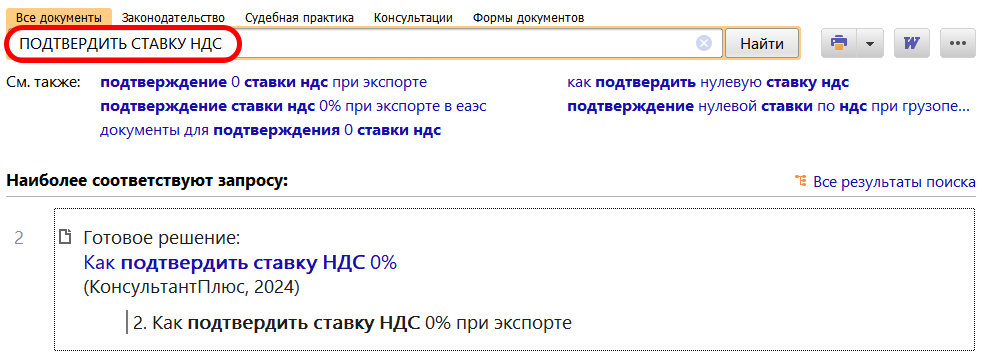 Все документы Законодательство Судебная практика Консультации Формы документов
ПОДТВЕРДИТЬ СТАВКУ НДС Найти W
См. также: подтверждение 0 ставки ндс при экспорте как подтвердить нулевую ставку ндс
подтверждение ставки ндс 0% при экспорте в еаэс подтверждение нулевой ставки по ндс при грузопе...
документы для подтверждения 0 ставки ндс
Наиболее соответствуют запросу: Все результаты поиска
2 Готовое решение:
Как подтвердить ставку НДС 0%
(КонсультантПлюс, 2024)
2. Как подтвердить ставку НДС 0% при экспорте